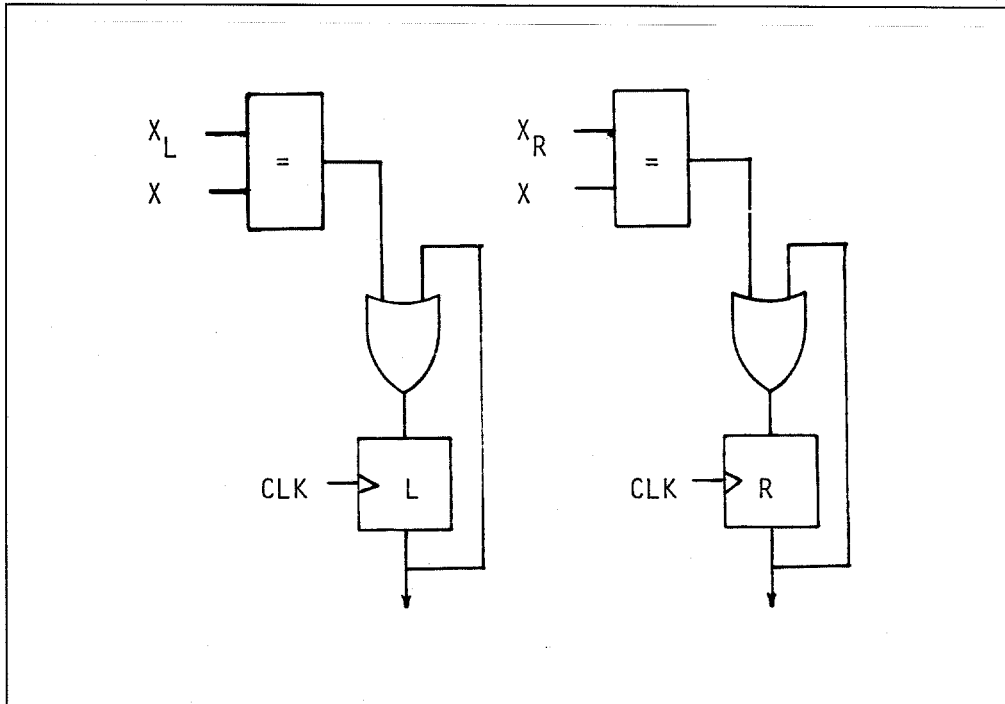 X_L
X
=
CLK
L
X_R
X
=
CLK
R